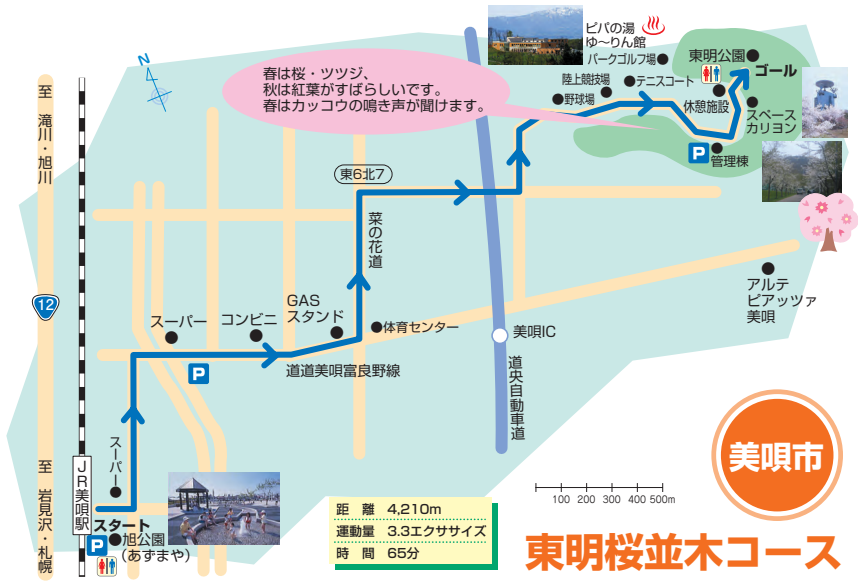 至 滝川・旭川
12
至 岩見沢・札幌
JR美唄駅
N
春は桜・ツツジ、
秋は紅葉がすばらしいです。
春はカッコウの鳴き声が聞けます。
ピパの湯
ゆ〜りん館
パークゴルフ場
陸上競技場
テニスコート
野球場
東明公園
ゴール
休憩施設
スペース
カリヨン
P
管理棟
東6北7
菜の花道
GAS
スタンド
コンビニ
スーパー
体育センター
P
道道美唄富良野線
美唄IC
道央自動車道
アルテ
ピアッツァ
美唄
スーパー
スタート
P
旭公園
(あずまや)
距 離 4,210m
運動量 3.3エクササイズ
時 間 65分
100 200 300 400 500m
美唄市
東明桜並木コース